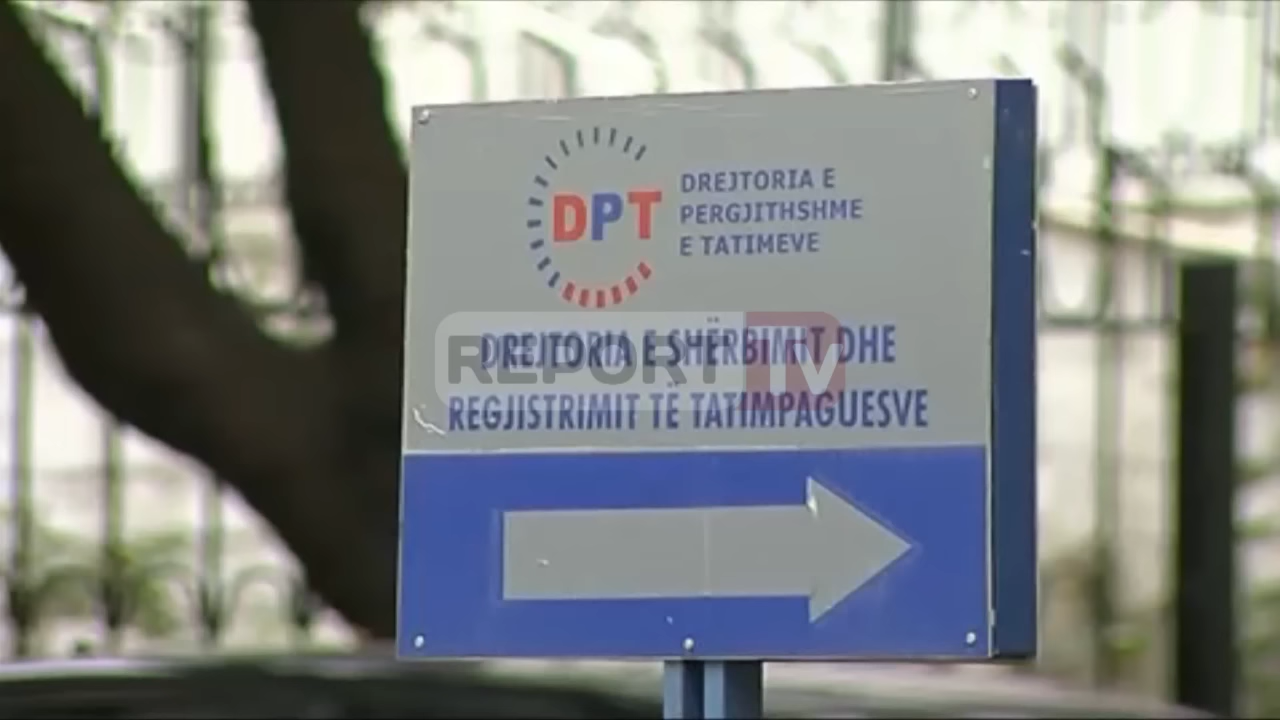 DPT
DREJTORIA E
PERGJITHSHME
E TATIMEVE
DREJTORIA E SHËRBIMIT DHE
REPORT TV
REGJISTRIMIT TË TATIMPAGUESVE